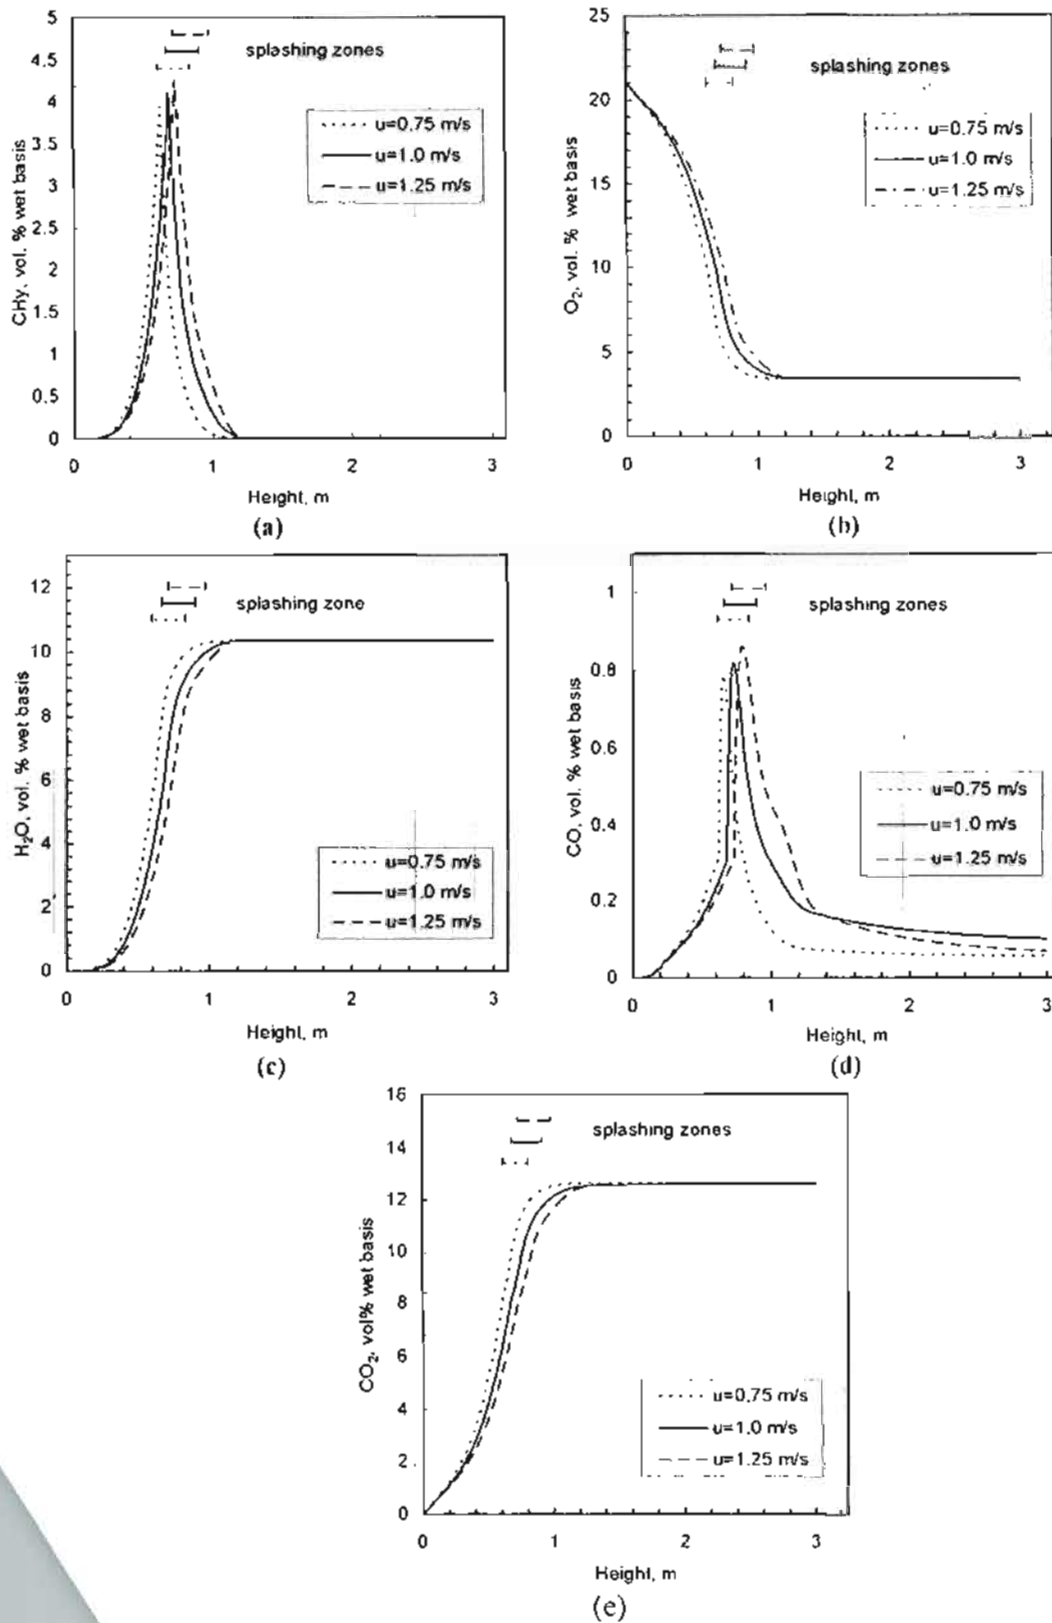 5
4.5
4
3.5
3
2.5
2
1.5
1
0.5
0
0 1 2 3
CHy, vol. % wet basis
splashing zones
u=0.75 m/s
u=1.0 m/s
u=1.25 m/s
Height, m
(a)
25
20
15
10
5
0
0 1 2 3
O₂, vol. % wet basis
splashing zones
u=0.75 m/s
u=1.0 m/s
u=1.25 m/s
Height, m
(b)
12
10
8
6
4
2
0
0 1 2 3
H₂O, vol. % wet basis
splashing zone
u=0.75 m/s
u=1.0 m/s
u=1.25 m/s
Height, m
(c)
1
0.8
0.6
0.4
0.2
0
0 1 2 3
CO, vol. % wet basis
splashing zones
u=0.75 m/s
u=1.0 m/s
u=1.25 m/s
Height, m
(d)
16
14
12
10
8
6
4
2
0
0 1 2 3
CO₂, vol% wet basis
splashing zones
u=0.75 m/s
u=1.0 m/s
u=1.25 m/s
Height, m
(e)